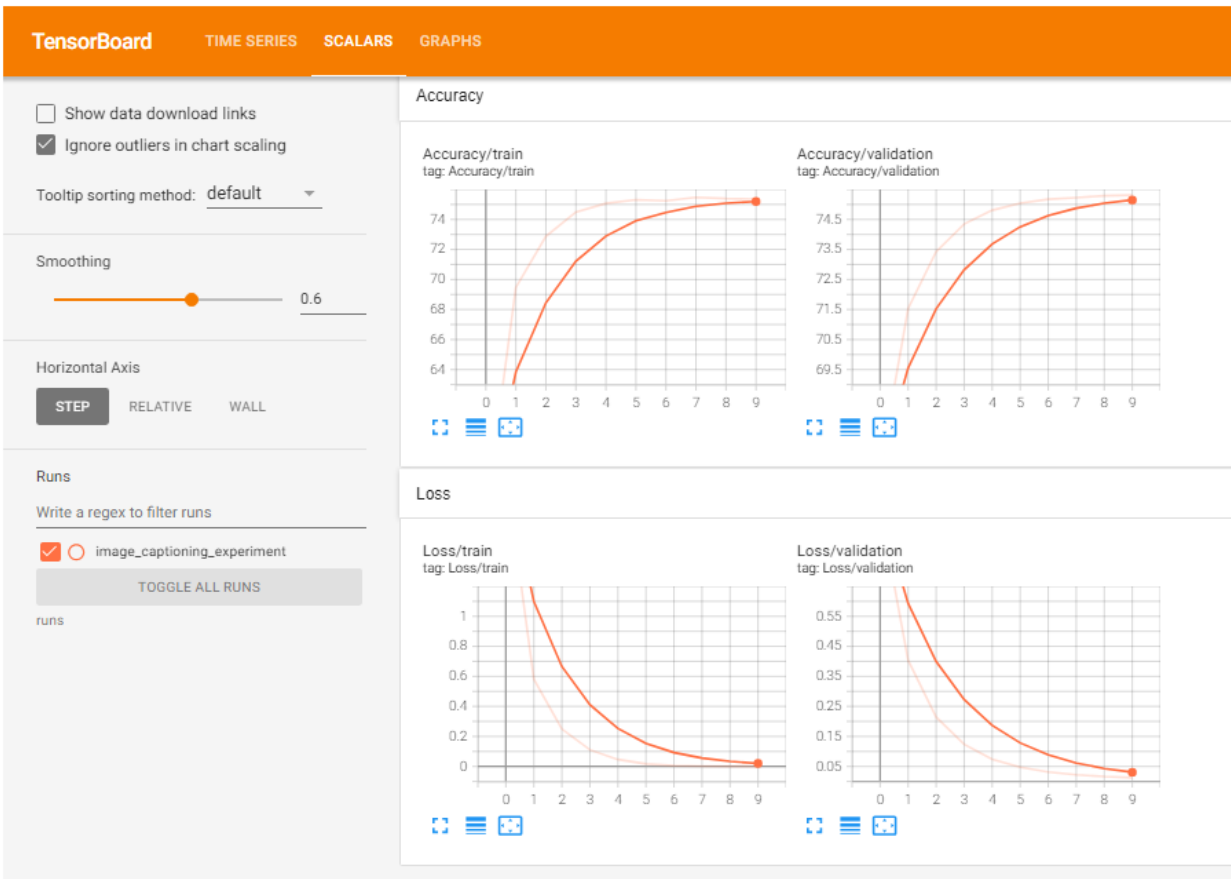 TensorBoard TIME SERIES SCALARS GRAPHS
Show data download links
Ignore outliers in chart scaling
Tooltip sorting method: default
Smoothing
0.6
Horizontal Axis
STEP RELATIVE WALL
Runs
Write a regex to filter runs
image_captioning_experiment
TOGGLE ALL RUNS
runs
Accuracy
Accuracy/train
tag: Accuracy/train
74
72
70
68
66
64
0 1 2 3 4 5 6 7 8 9
Accuracy/validation
tag: Accuracy/validation
74.5
73.5
72.5
71.5
70.5
69.5
0 1 2 3 4 5 6 7 8 9
Loss
Loss/train
tag: Loss/train
1
0.8
0.6
0.4
0.2
0
0 1 2 3 4 5 6 7 8 9
Loss/validation
tag: Loss/validation
0.55
0.45
0.35
0.25
0.15
0.05
0 1 2 3 4 5 6 7 8 9